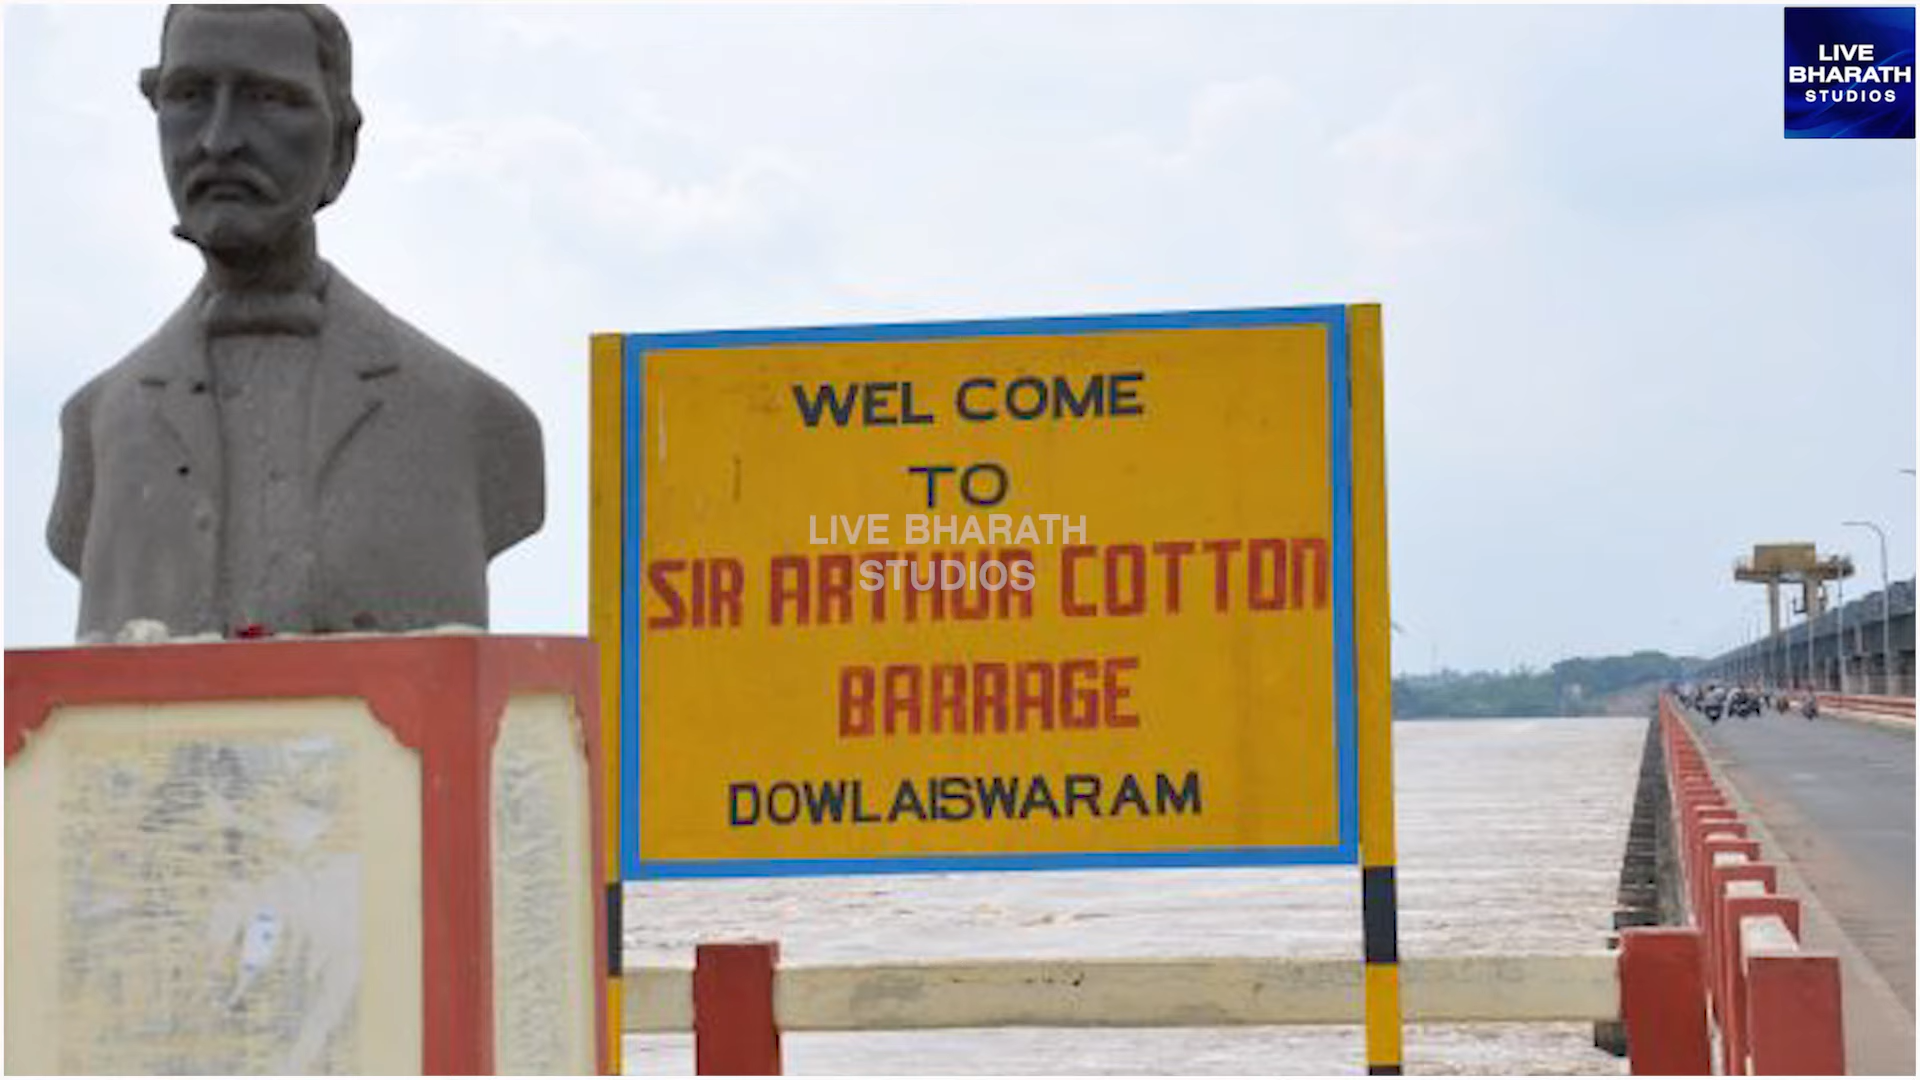 LIVE
BHARATH
STUDIOS
WEL COME
TO
LIVE BHARATH
STUDIOS
SIR ARTHUR COTTON
BARRAGE
DOWLAISWARAM